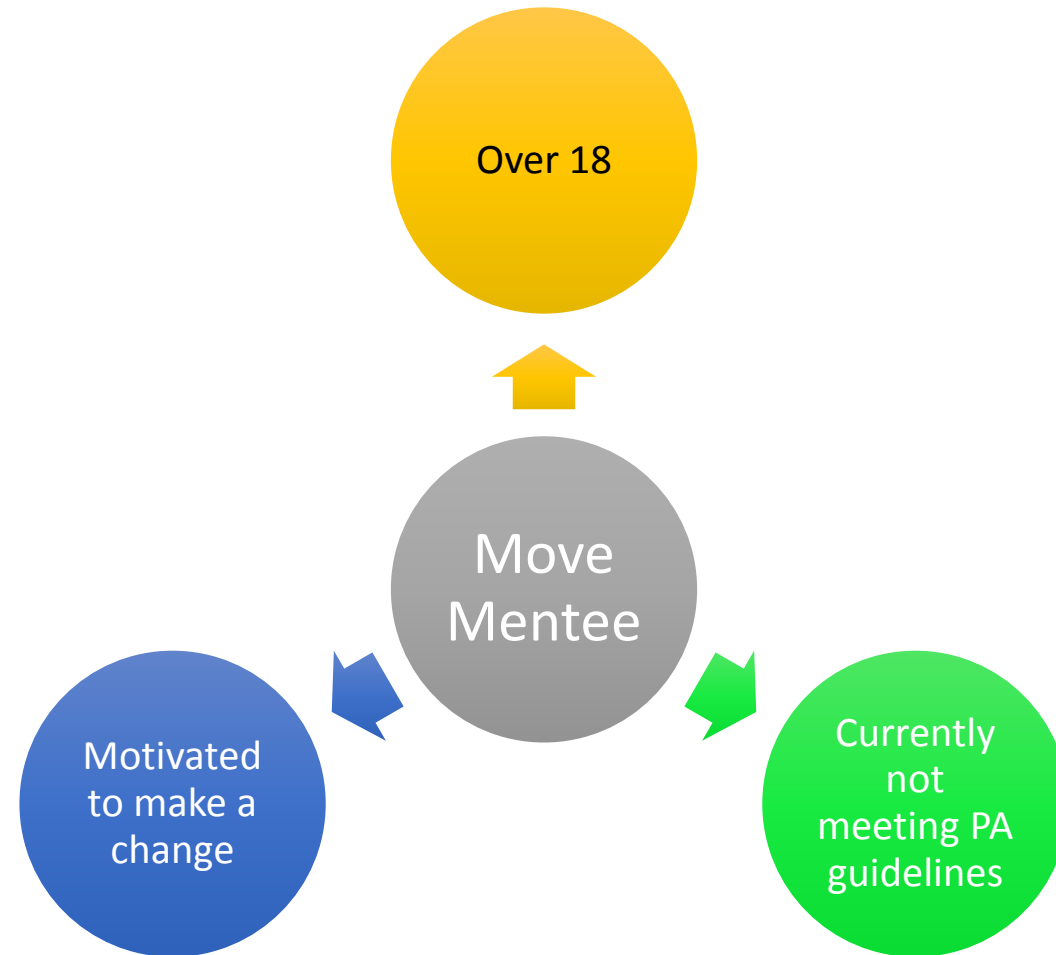 Over 18
Move
Mentee
Motivated
to make a
change
Currently
not
meeting PA
guidelines